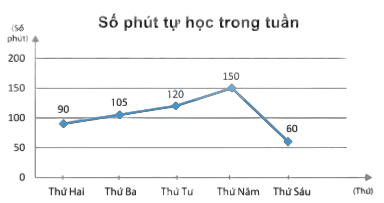 Số phút tự học trong tuần
(Số
phút)
200
150
100
50
0
90
105
120
150
60
Thứ Hai
Thứ Ba
Thứ Tư
Thứ Năm
Thứ Sáu
(Thứ)